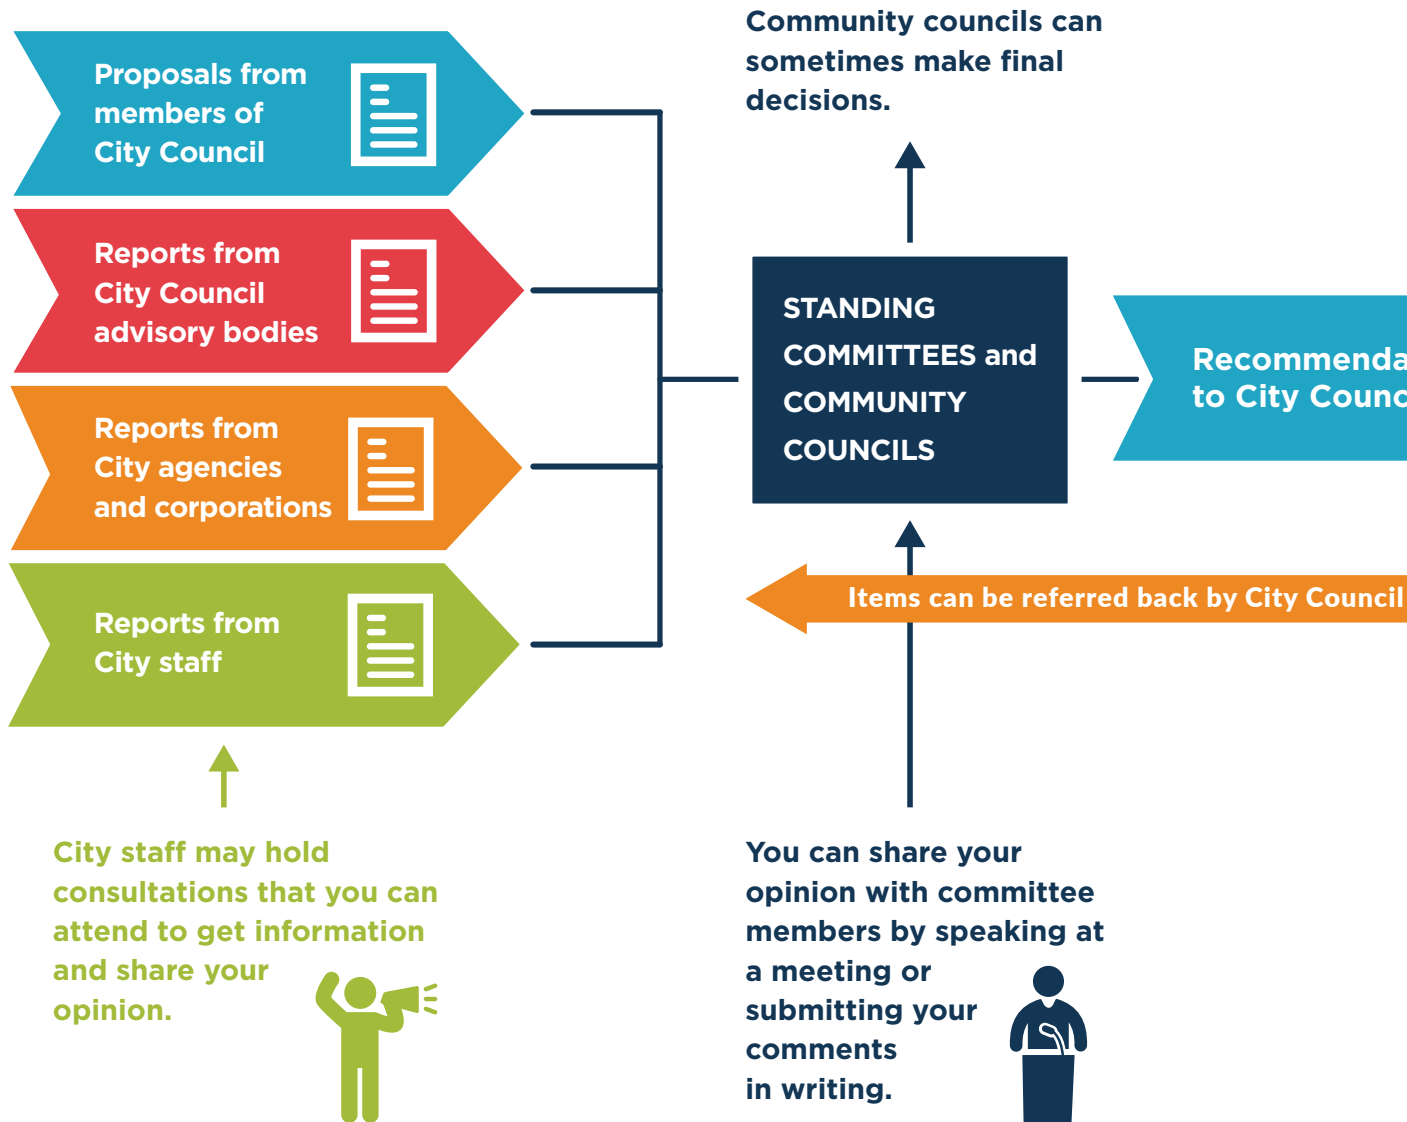 Proposals from
members of
City Council
Reports from
City Council
advisory bodies
Reports from
City agencies
and corporations
Reports from
City staff
City staff may hold
consultations that you can
attend to get information
and share your
opinion.
Community councils can
sometimes make final
decisions.
STANDING
COMMITTEES and
COMMUNITY
COUNCILS
Items can be referred back by City Council
You can share your
opinion with committee
members by speaking at
a meeting or
submitting your
comments
in writing.
Recommenda
to City Counc